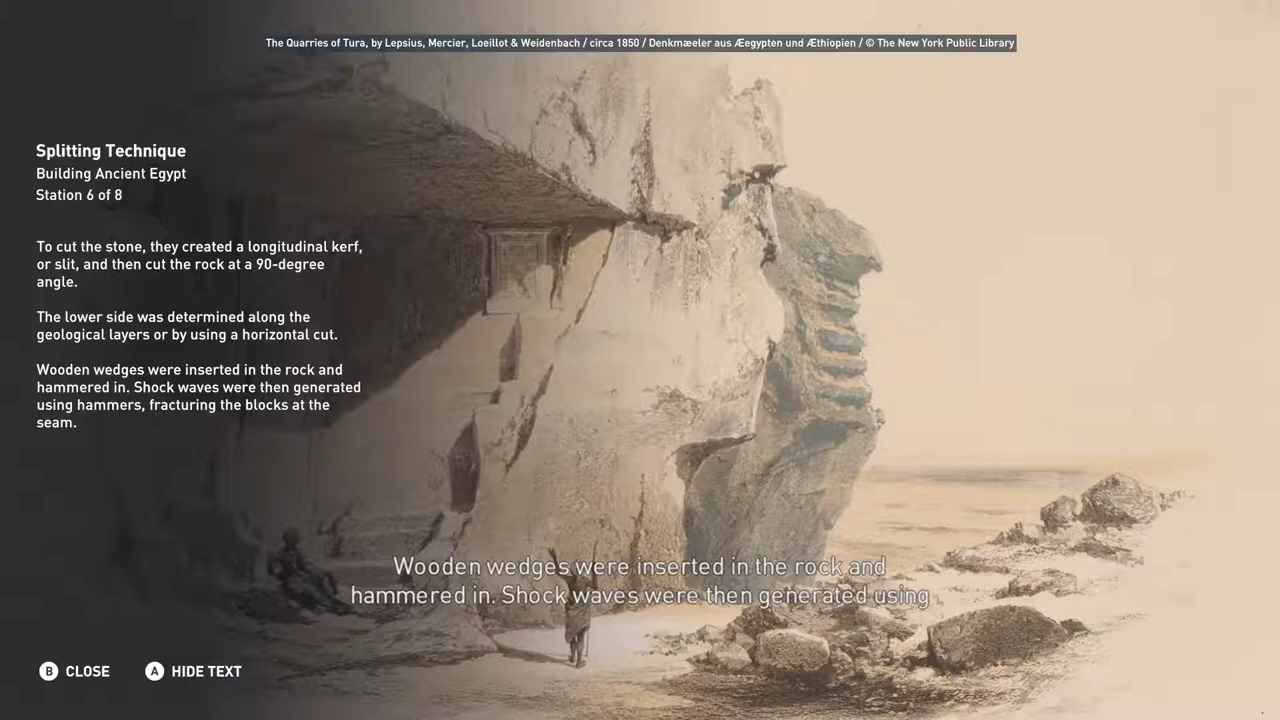 The Quarries of Tura, by Lepsius, Mercier, Loeillot & Weidenbach / circa 1850 / Denkmæeler aus Ægypten und Æthiopien / © The New York Public Library
Splitting Technique
Building Ancient Egypt
Station 6 of 8
To cut the stone, they created a longitudinal kerf,
or slit, and then cut the rock at a 90-degree
angle.
The lower side was determined along the
geological layers or by using a horizontal cut.
Wooden wedges were inserted in the rock and
hammered in. Shock waves were then generated
using hammers, fracturing the blocks at the
seam.
Wooden wedges were inserted in the rock and
hammered in. Shock waves were then generated using
B CLOSE A HIDE TEXT